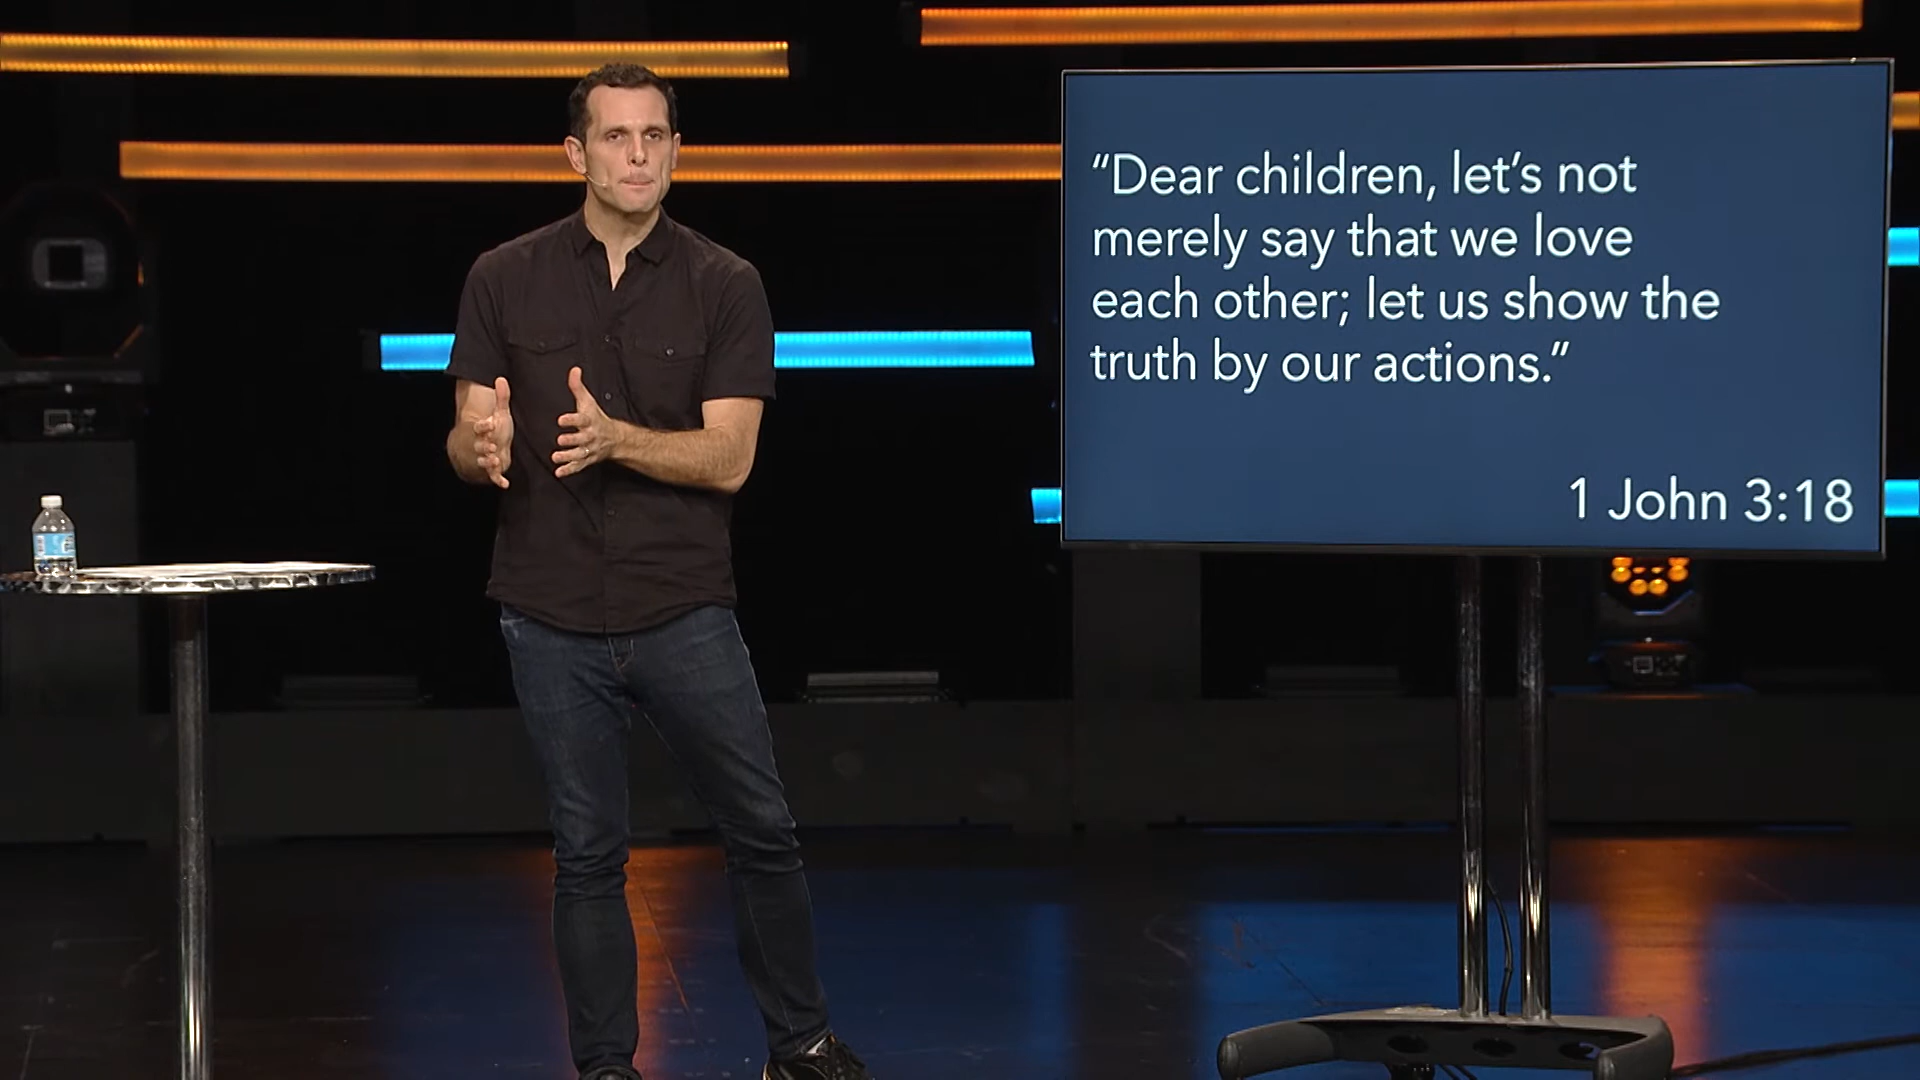 “Dear children, let’s not
merely say that we love
each other; let us show the
truth by our actions.”
1 John 3:18